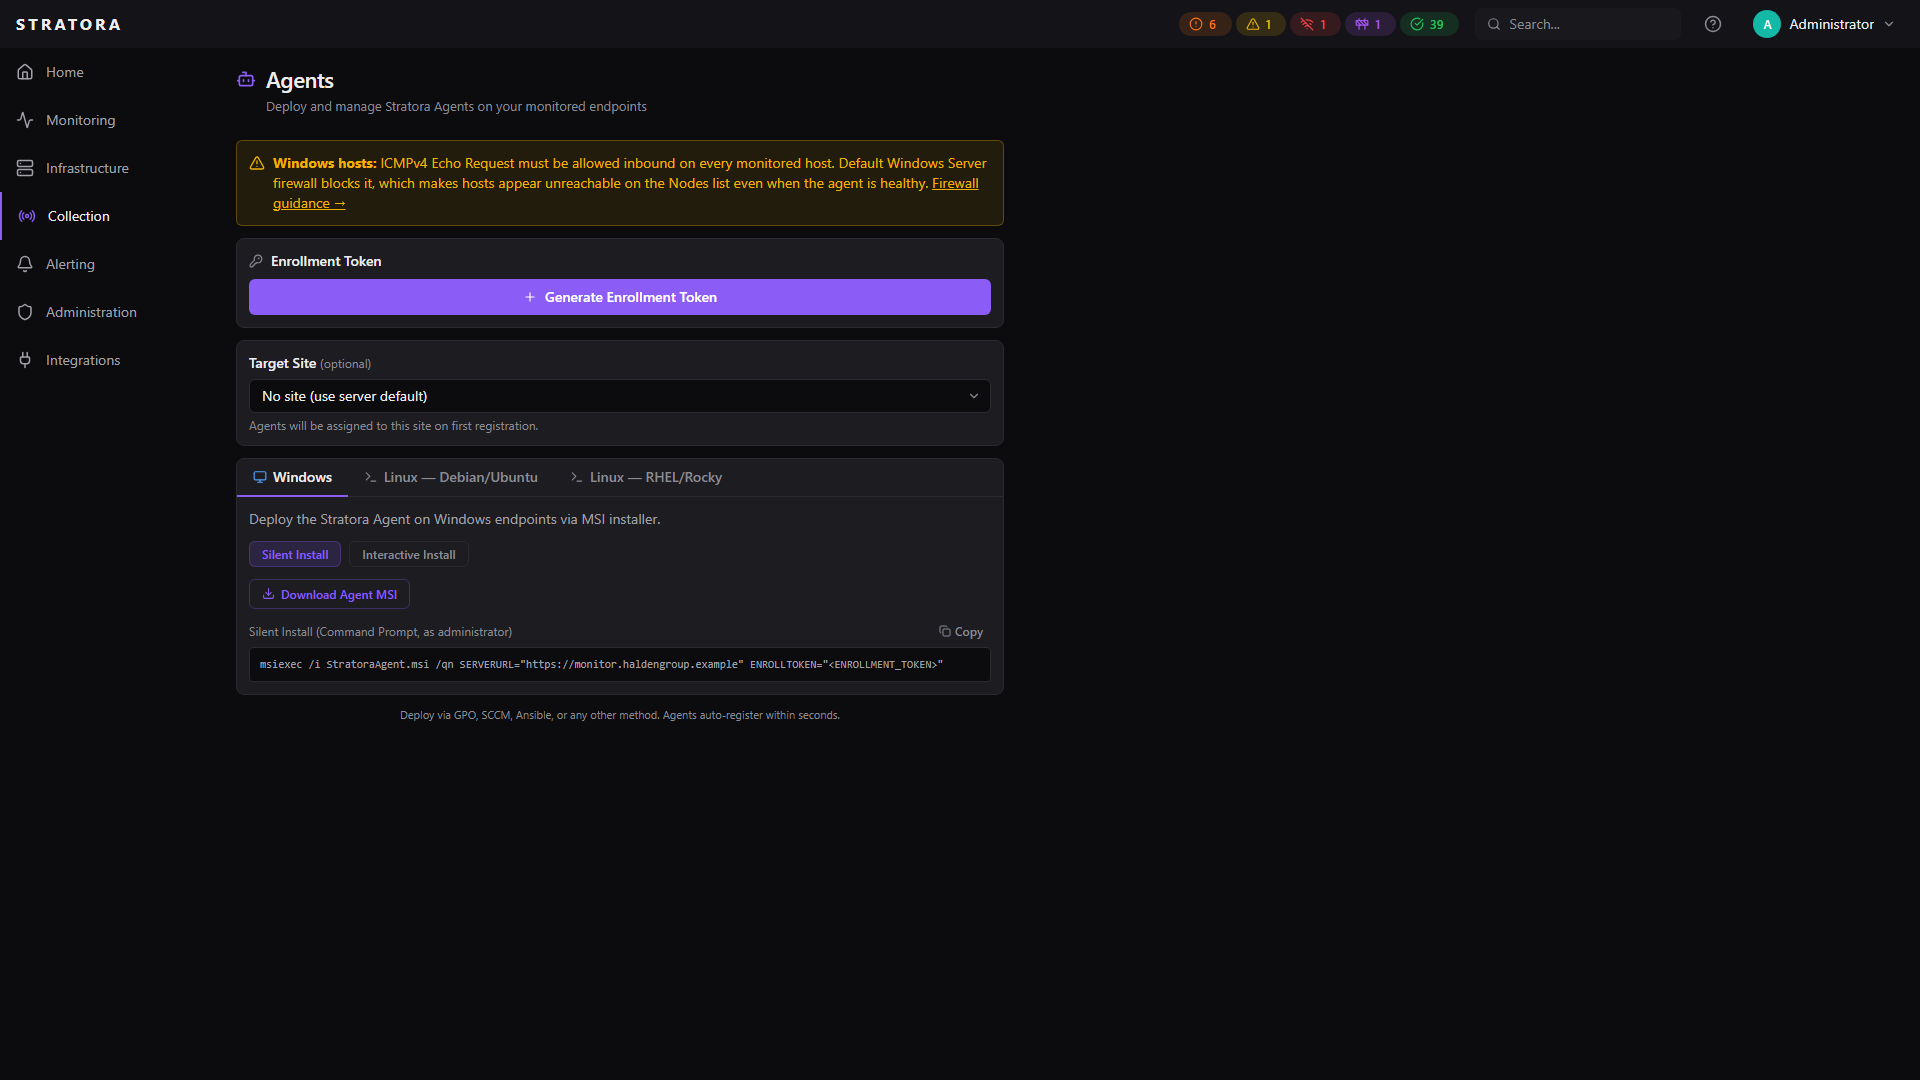 STRATORA
6
1
1
1
39
Search...
A
Administrator
Home
Monitoring
Infrastructure
Collection
Alerting
Administration
Integrations
Agents
Deploy and manage Stratora Agents on your monitored endpoints
Windows hosts: ICMPv4 Echo Request must be allowed inbound on every monitored host. Default Windows Server
firewall blocks it, which makes hosts appear unreachable on the Nodes list even when the agent is healthy. Firewall
guidance →
Enrollment Token
+ Generate Enrollment Token
Target Site (optional)
No site (use server default)
Agents will be assigned to this site on first registration.
Windows
Linux — Debian/Ubuntu
Linux — RHEL/Rocky
Deploy the Stratora Agent on Windows endpoints via MSI installer.
Silent Install
Interactive Install
Download Agent MSI
Silent Install (Command Prompt, as administrator)
Copy
msiexec /i StratoraAgent.msi /qn SERVERURL="https://monitor.haldengroup.example" ENROLLTOKEN="<ENROLLMENT_TOKEN>"
Deploy via GPO, SCCM, Ansible, or any other method. Agents auto-register within seconds.